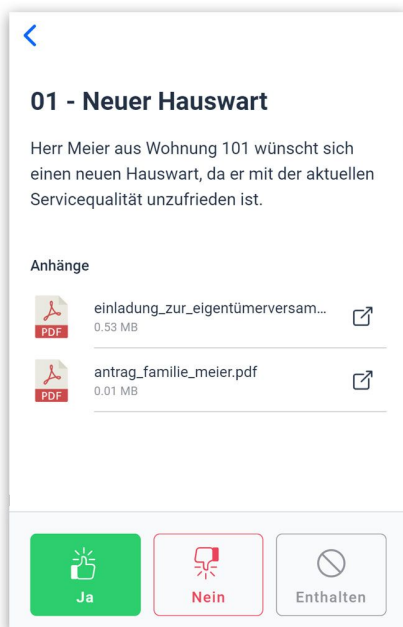 01 - Neuer Hauswart
Herr Meier aus Wohnung 101 wünscht sich
einen neuen Hauswart, da er mit der aktuellen
Servicequalität unzufrieden ist.
Anhänge
PDF
einladung_zur_eigentümerversam...
0.53 MB
PDF
antrag_familie_meier.pdf
0.01 MB
Ja
Nein
Enthalten